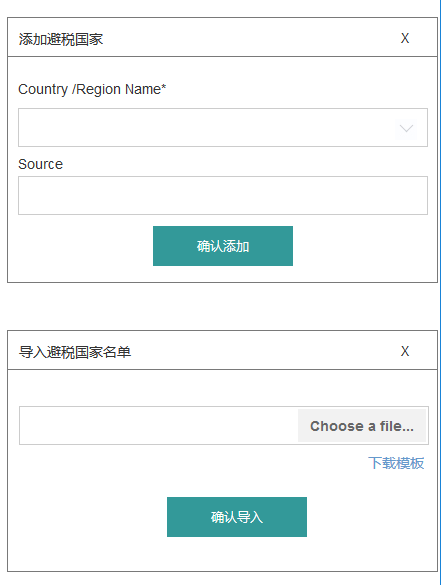 添加避税国家 X
Country /Region Name*
Source
确认添加
导入避税国家名单 X
Choose a file...
下载模板
确认导入